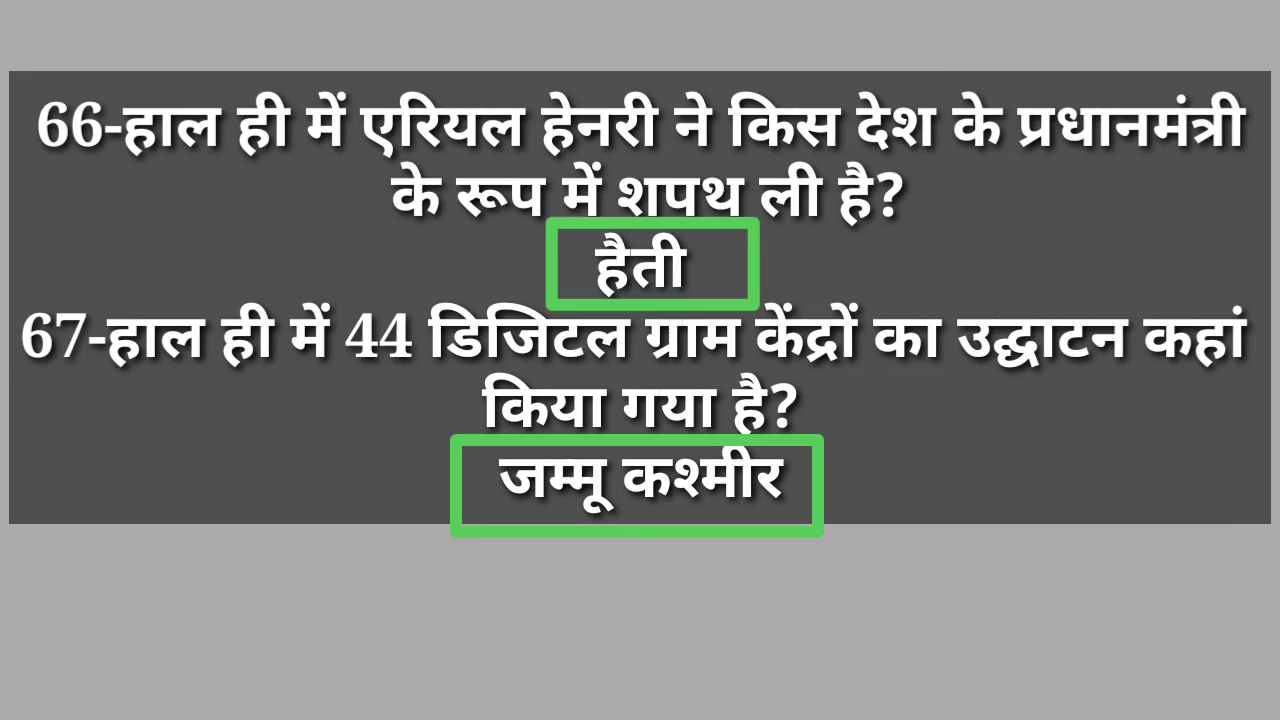 66-हाल ही में एरियल हेनरी ने किस देश के प्रधानमंत्री
के रूप में शपथ ली है?
हैती
67-हाल ही में 44 डिजिटल ग्राम केंद्रों का उद्घाटन कहां
किया गया है?
जम्मू कश्मीर